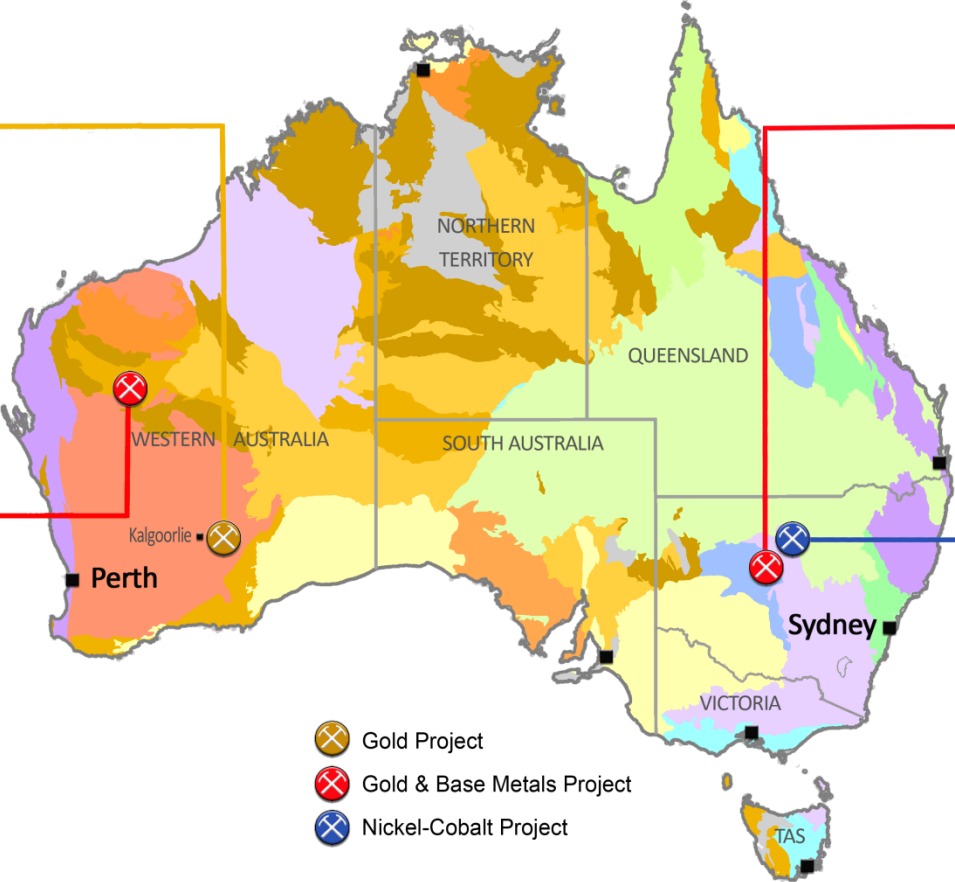 NORTHERN
TERRITORY
QUEENSLAND
WESTERN AUSTRALIA
SOUTH AUSTRALIA
Kalgoorlie
Perth
Sydney
VICTORIA
Gold Project
Gold & Base Metals Project
Nickel-Cobalt Project
TAS